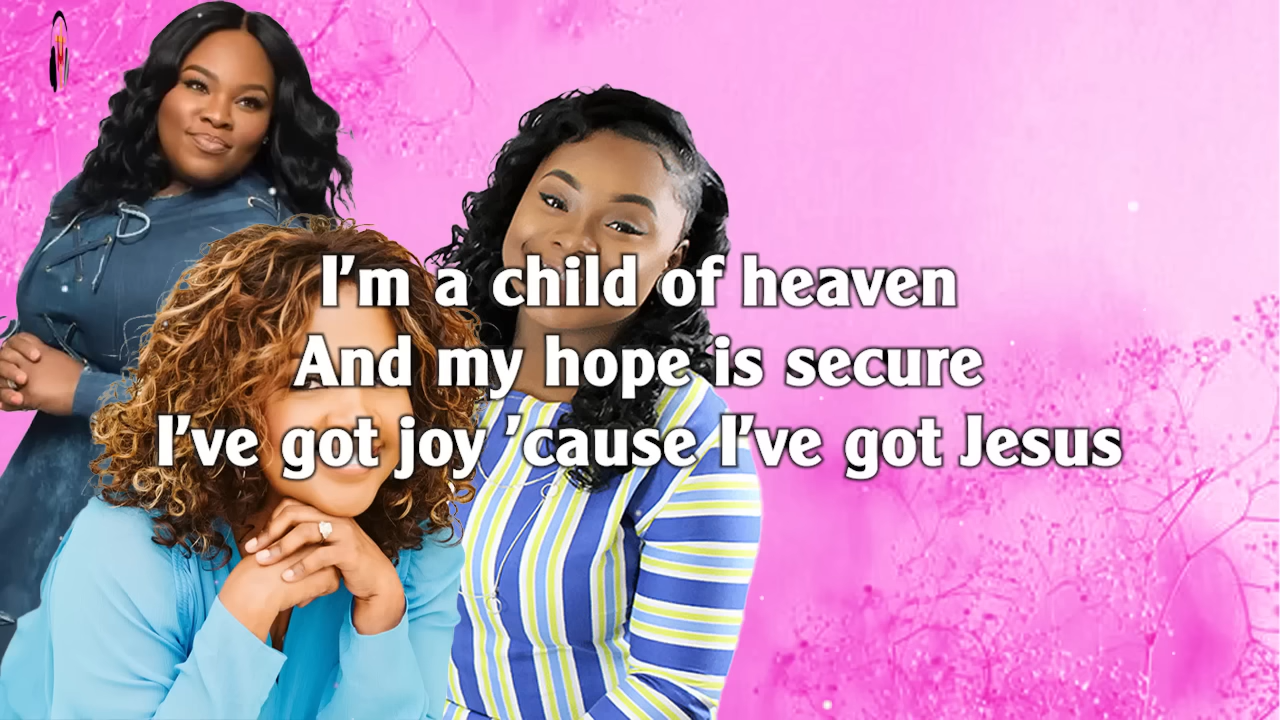 I'm a child of heaven
And my hope is secure
I've got joy 'cause I've got Jesus